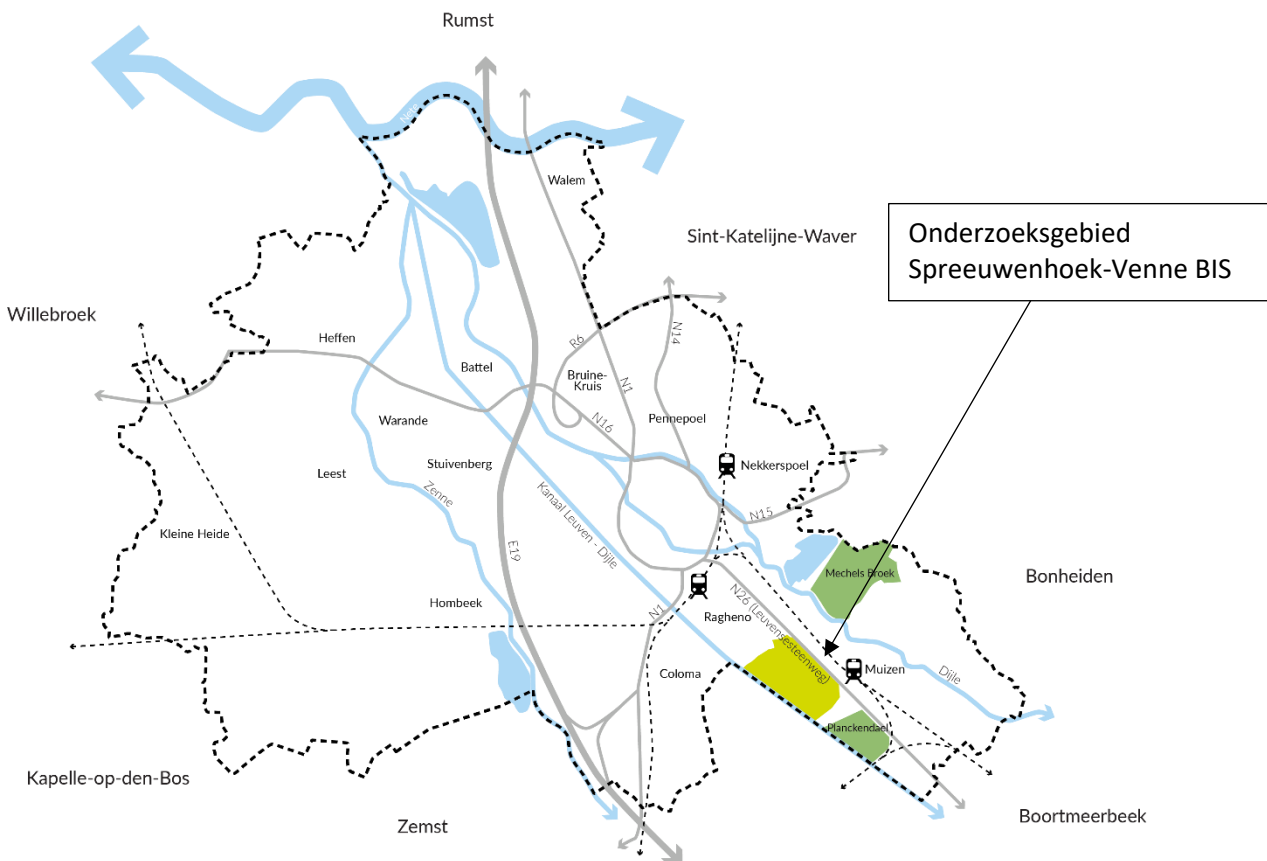 Rumst
Nete
Walem
Sint-Katelijne-Waver
Onderzoeksgebied
Spreeuwenhoek-Venne BIS
Willebroek
Heffen
Battel
R6
Bruine-
Kruis
N1
N14
Pennepoel
N16
Warande
Stuivenberg
Leest
Zenne
Nekkerspoel
N15
Kanaal Leuven - Dijle
Kleine Heide
E19
Mechels Broek
Bonheiden
Hombeek
N1
Ragheno
N26 (Leuvensesteenweg)
Coloma
Muizen
Dijle
Planckendael
Kapelle-op-den-Bos
Zemst
Boortmeerbeek